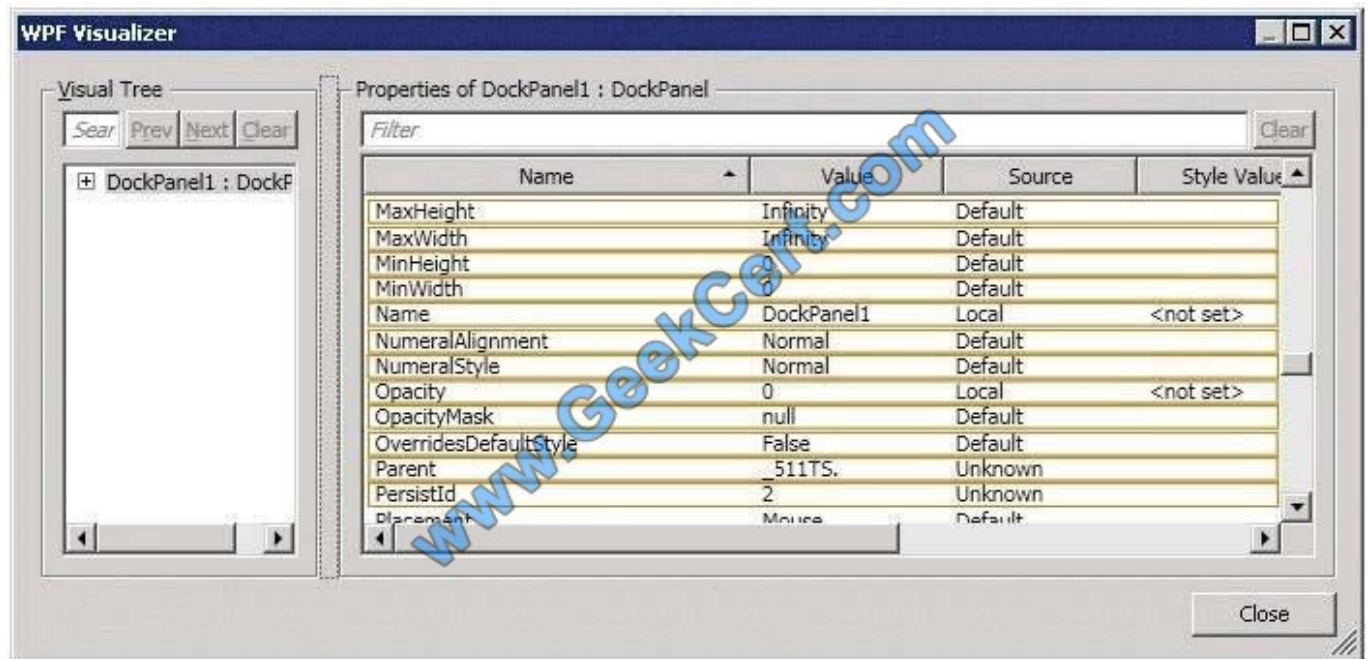 WPF Visualizer
Visual Tree
Sear Prev Next Clear
DockPanel1 : DockP
Properties of DockPanel1 : DockPanel
Filter Clear
Name Value Source Style Value
MaxHeight Infinity Default
MaxWidth Infinity Default
MinHeight 0 Default
MinWidth 0 Default
Name DockPanel1 Local <not set>
NumeralAlignment Normal Default
NumeralStyle Normal Default
Opacity 0 Local <not set>
OpacityMask null Default
OverridesDefaultStyle False Default
Parent _511TS. Unknown
PersistId 2 Unknown
Placement Mouse Default
www.GeekCert.com
Close